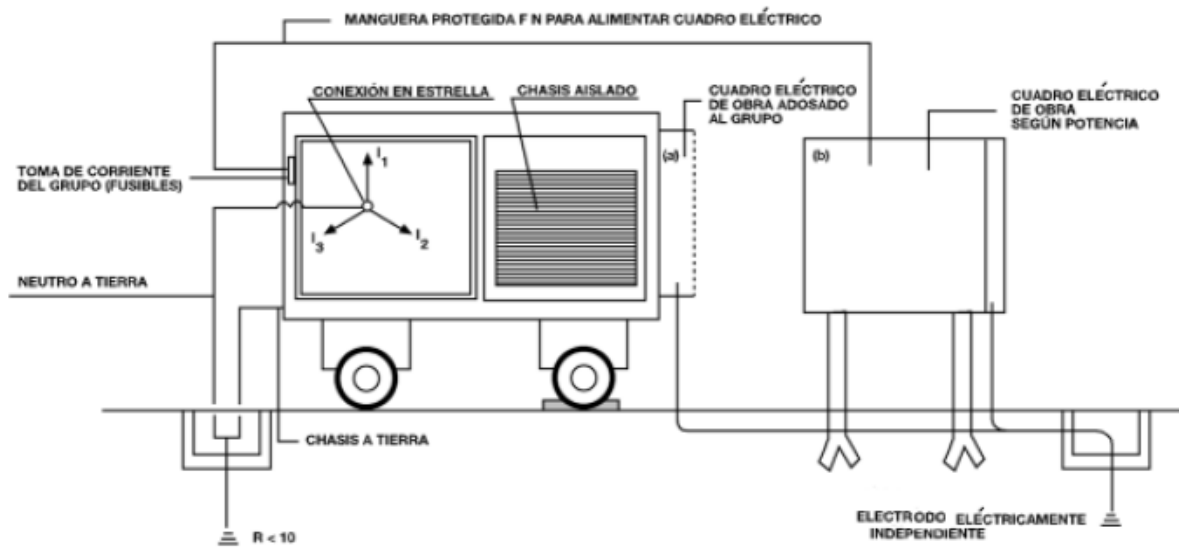 MANGUERA PROTEGIDA F N PARA ALIMENTAR CUADRO ELÉCTRICO
CONEXIÓN EN ESTRELLA
CHASIS AISLADO
CUADRO ELÉCTRICO
DE OBRA ADOSADO
AL GRUPO
CUADRO ELÉCTRICO
DE OBRA
SEGÚN POTENCIA
(a)
(b)
TOMA DE CORRIENTE
DEL GRUPO (FUSIBLES)
I1
I3
I2
NEUTRO A TIERRA
CHASIS A TIERRA
R < 10
ELECTRODO ELÉCTRICAMENTE
INDEPENDIENTE